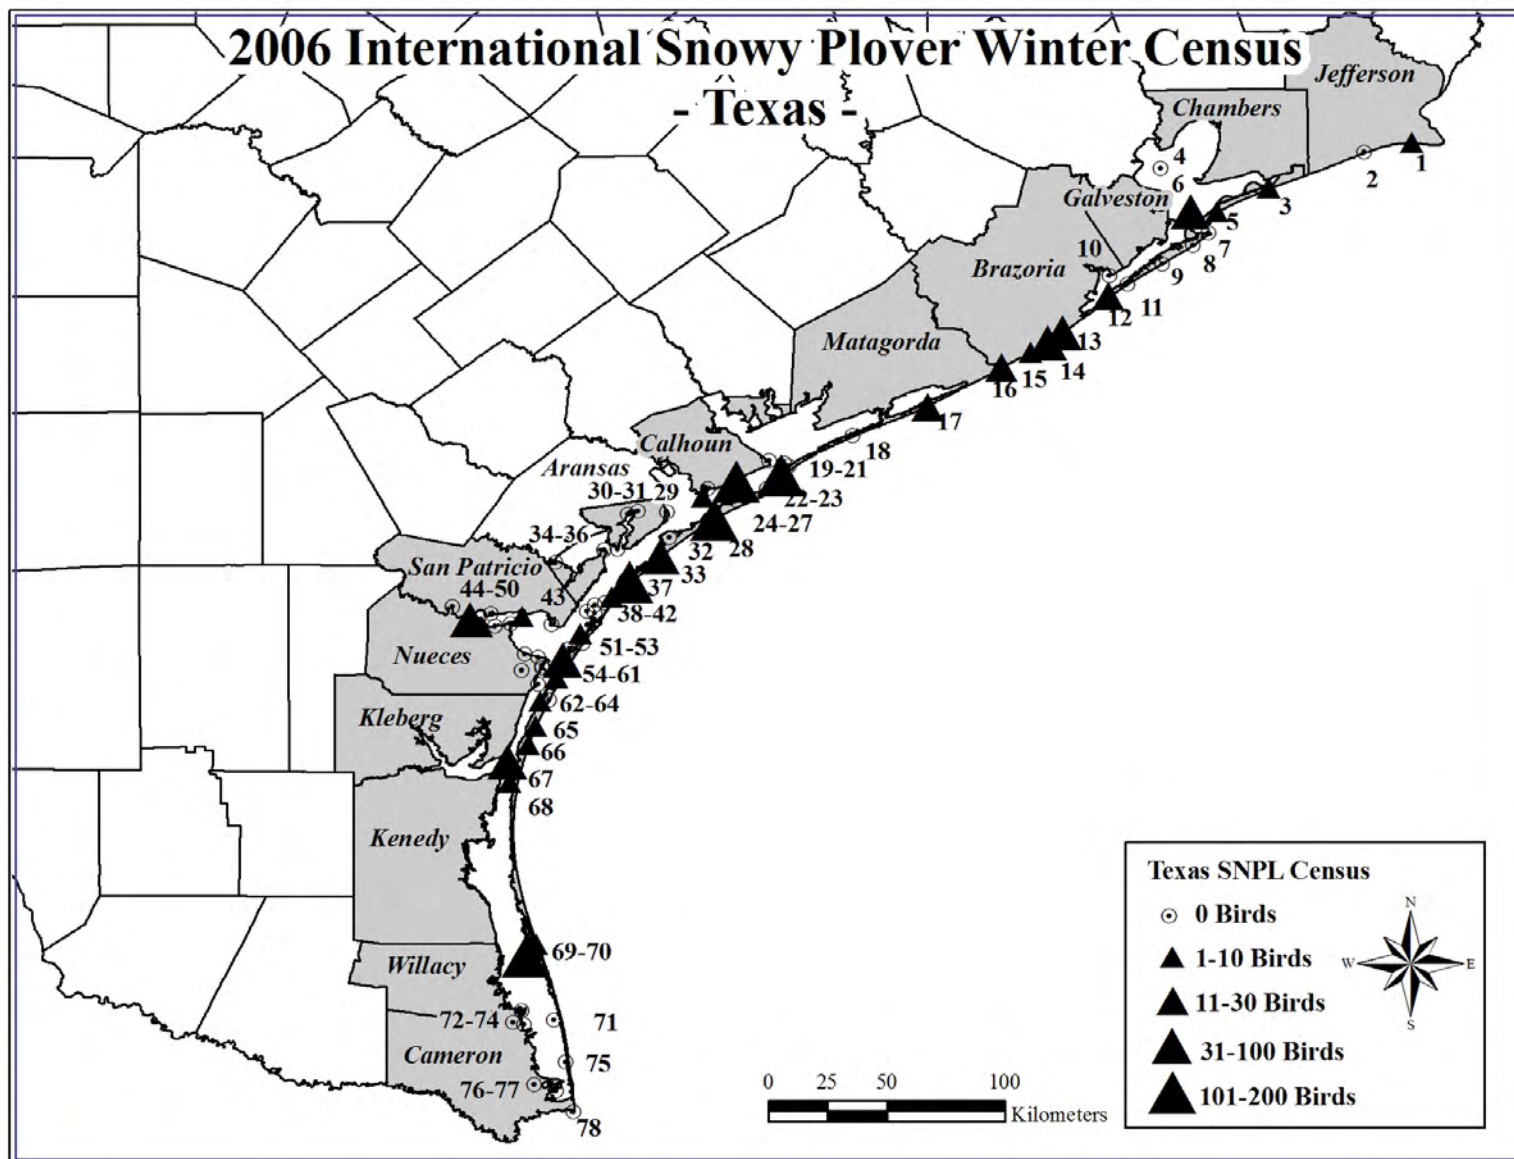 2006 International Snowy Plover Winter Census
- Texas -
Jefferson
Chambers
4
1
2
6
Galveston
3
5
7
10
8
Brazoria
9
11
12
Matagorda
13
15
14
16
17
Calhoun
18
Aransas
19-21
30-31
29
22-23
24-27
34-36
32
28
San Patricio
33
44-50
37
43
38-42
51-53
Nueces
54-61
62-64
Kleberg
65
66
67
68
Kenedy
69-70
Willacy
72-74
71
Cameron
75
76-77
78
0 25 50 100
Kilometers
Texas SNPL Census
0 Birds
1-10 Birds
11-30 Birds
31-100 Birds
101-200 Birds
N
W
E
S